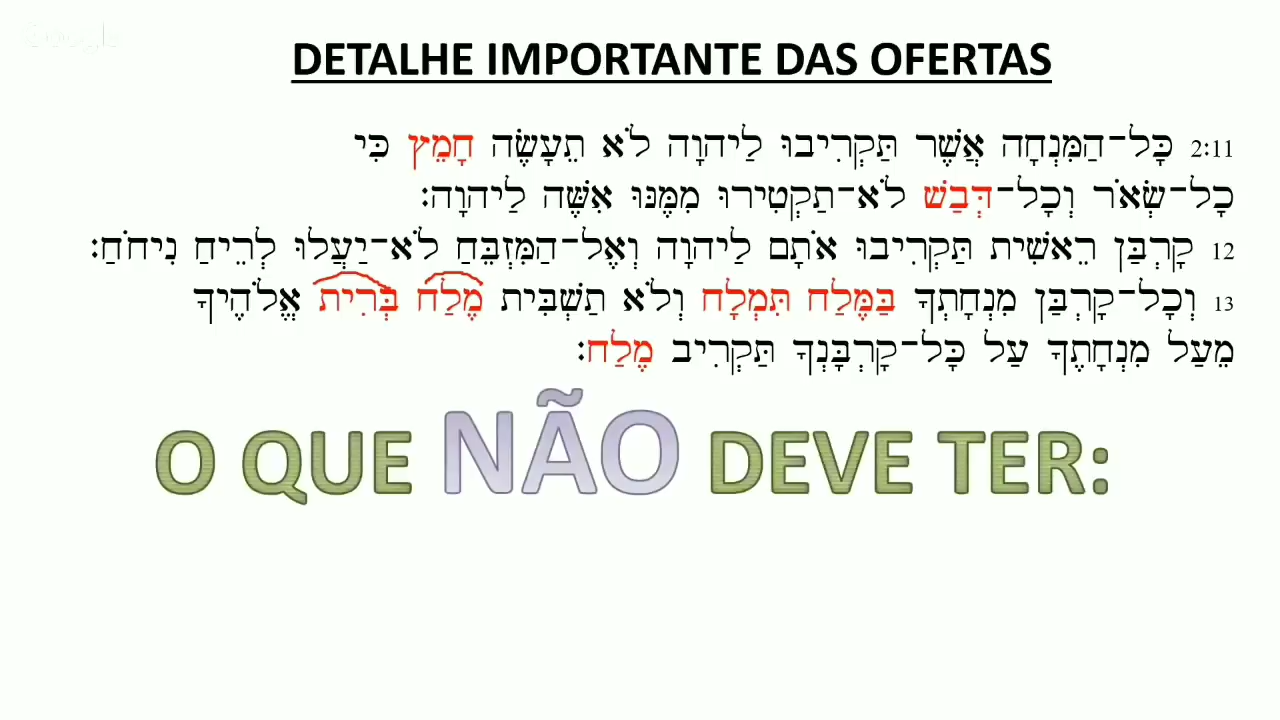 Google
DETALHE IMPORTANTE DAS OFERTAS
2:11 כָּל־הַמִּנְחָה אֲשֶׁר תַּקְרִיבוּ לַיהוָה לֹא תֵעָשֶׂה חָמֵץ כִּי
כָל־שְׂאֹר וְכָל־דְּבַשׁ לֹא־תַקְטִירוּ מִמֶּנּוּ אִשֶּׁה לַיהוָה׃
12 קָרְבַּן רֵאשִׁית תַּקְרִיבוּ אֹתָם לַיהוָה וְאֶל־הַמִּזְבֵּחַ לֹא־יַעֲלוּ לְרֵיחַ נִיחֹחַ׃
13 וְכָל־קָרְבַּן מִנְחָתְךָ בַּמֶּלַח תִּמְלָח וְלֹא תַשְׁבִּית מֶלַח בְּרִית אֱלֹהֶיךָ
מֵעַל מִנְחָתֶךָ עַל כָּל־קָרְבָּנְךָ תַּקְרִיב מֶלַח׃
O QUE NÃO DEVE TER: